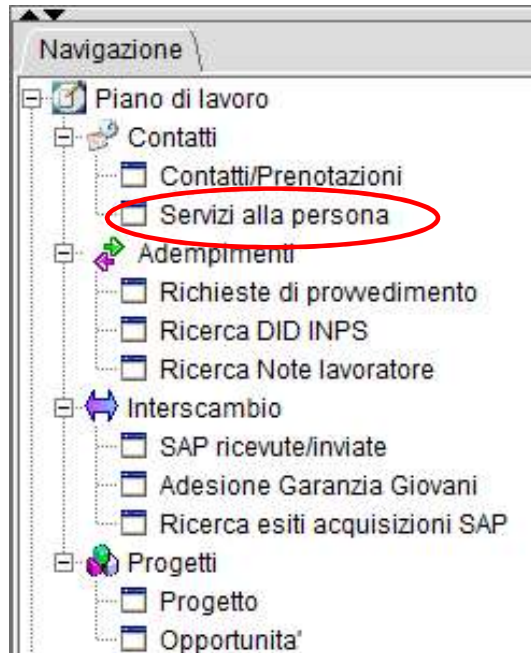 Navigazione
Piano di lavoro
Contatti
Contatti/Prenotazioni
Servizi alla persona
Adempimenti
Richieste di provvedimento
Ricerca DID INPS
Ricerca Note lavoratore
Interscambio
SAP ricevute/inviate
Adesione Garanzia Giovani
Ricerca esiti acquisizioni SAP
Progetti
Progetto
Opportunita'